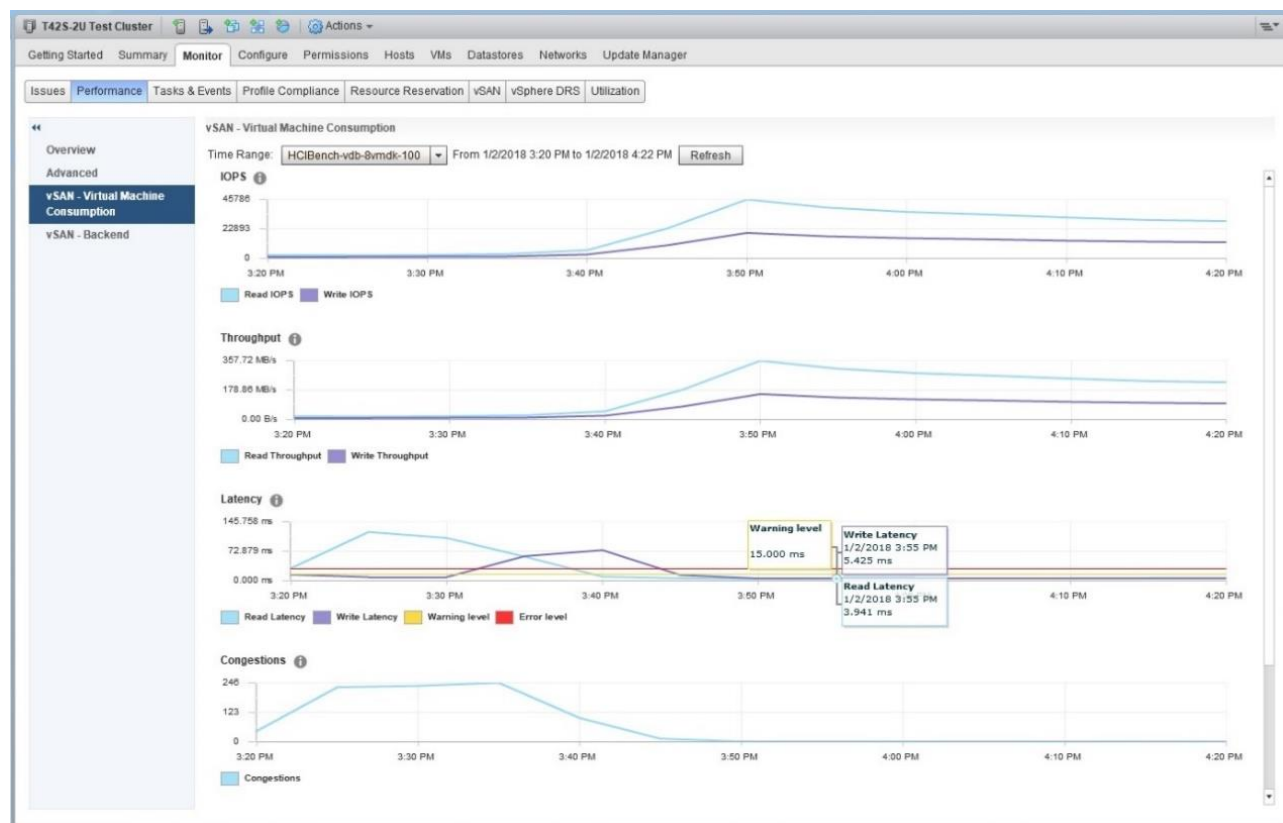 T42S-2U Test Cluster Actions
Getting Started Summary Monitor Configure Permissions Hosts VMs Datastores Networks Update Manager
Issues Performance Tasks & Events Profile Compliance Resource Reservation vSAN vSphere DRS Utilization
Overview
Advanced
vSAN - Virtual Machine
Consumption
vSAN - Backend
vSAN - Virtual Machine Consumption
Time Range: HCIBench-vdb-8vmdk-100 From 1/2/2018 3:20 PM to 1/2/2018 4:22 PM Refresh
IOPS
45786
22893
0
3:20 PM 3:30 PM 3:40 PM 3:50 PM 4:00 PM 4:10 PM 4:20 PM
Read IOPS Write IOPS
Throughput
357.72 MB/s
178.86 MB/s
0.00 B/s
3:20 PM 3:30 PM 3:40 PM 3:50 PM 4:00 PM 4:10 PM 4:20 PM
Read Throughput Write Throughput
Latency
145.758 ms
72.879 ms
0.000 ms
Warning level
15.000 ms
Write Latency
1/2/2018 3:55 PM
5.425 ms
Read Latency
1/2/2018 3:55 PM
3.941 ms
3:20 PM 3:30 PM 3:40 PM 3:50 PM 4:10 PM 4:20 PM
Read Latency Write Latency Warning level Error level
Congestions
246
123
0
3:20 PM 3:30 PM 3:40 PM 3:50 PM 4:00 PM 4:10 PM 4:20 PM
Congestions